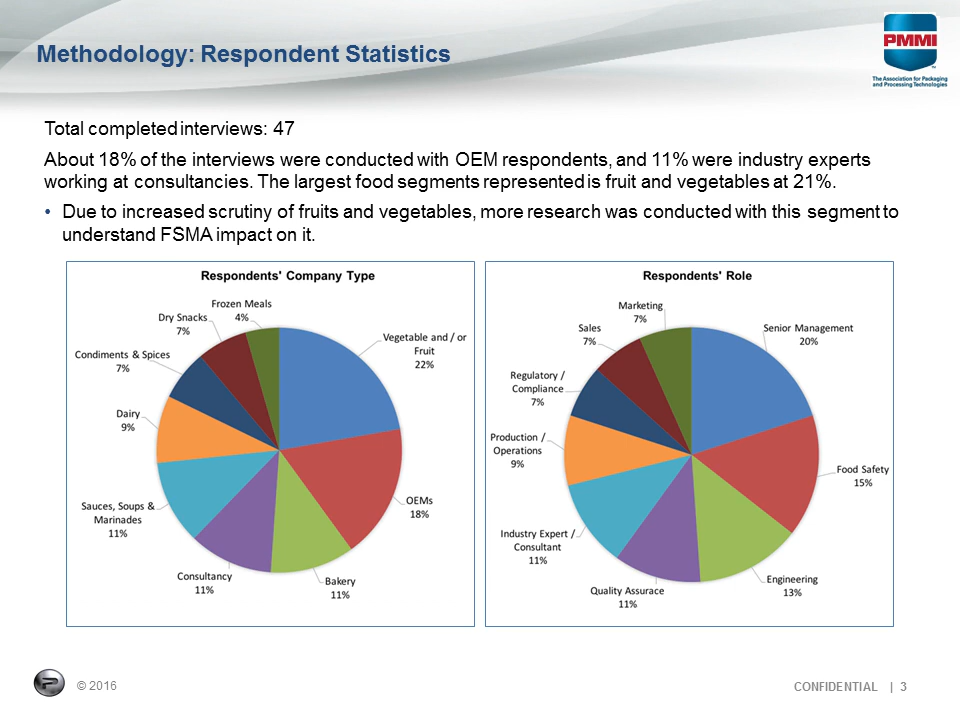 Methodology: Respondent Statistics
PMMI
The Association for Packaging
and Processing Technologies
Total completed interviews: 47
About 18% of the interviews were conducted with OEM respondents, and 11% were industry experts
working at consultancies. The largest food segments represented is fruit and vegetables at 21%.
• Due to increased scrutiny of fruits and vegetables, more research was conducted with this segment to
understand FSMA impact on it.
Respondents' Company Type
Frozen Meals
4%
Dry Snacks
7%
Condiments & Spices
7%
Dairy
9%
Sauces, Soups &
Marinades
11%
Consultancy
11%
Bakery
11%
OEMs
18%
Vegetable and / or
Fruit
22%
Respondents' Role
Marketing
7%
Sales
7%
Regulatory /
Compliance
7%
Production /
Operations
9%
Industry Expert /
Consultant
11%
Quality Assurace
11%
Engineering
13%
Food Safety
15%
Senior Management
20%
P
© 2016
CONFIDENTIAL | 3